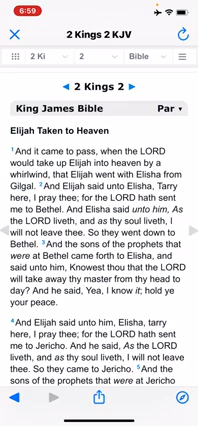 6:59
2 Kings 2 KJV
2 Ki
2
Bible
2 Kings 2
King James Bible
Par
Elijah Taken to Heaven
1And it came to pass, when the LORD
would take up Elijah into heaven by a
whirlwind, that Elijah went with Elisha from
Gilgal. 2And Elijah said unto Elisha, Tarry
here, I pray thee; for the LORD hath sent
me to Bethel. And Elisha said unto him, As
the LORD liveth, and as thy soul liveth, I
will not leave thee. So they went down to
Bethel. 3And the sons of the prophets that
were at Bethel came forth to Elisha, and
said unto him, Knowest thou that the LORD
will take away thy master from thy head to
day? And he said, Yea, I know it; hold ye
your peace.
4And Elijah said unto him, Elisha, tarry
here, I pray thee; for the LORD hath sent
me to Jericho. And he said, As the LORD
liveth, and as thy soul liveth, I will not leave
thee. So they came to Jericho. 5And the
sons of the prophets that were at Jericho